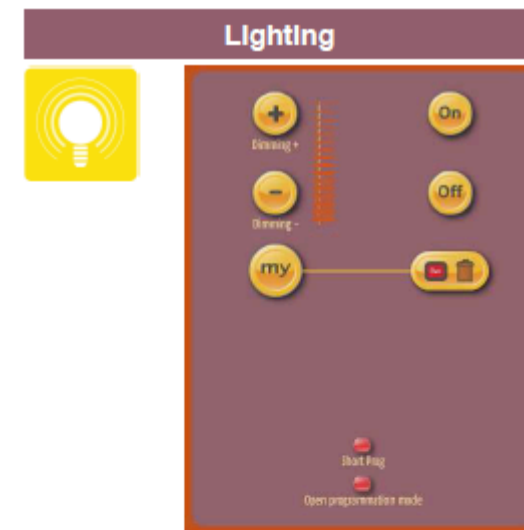 Lighting
+ On
Dimming +
- Off
Dimming -
my
Short Prog
Open programmation mode